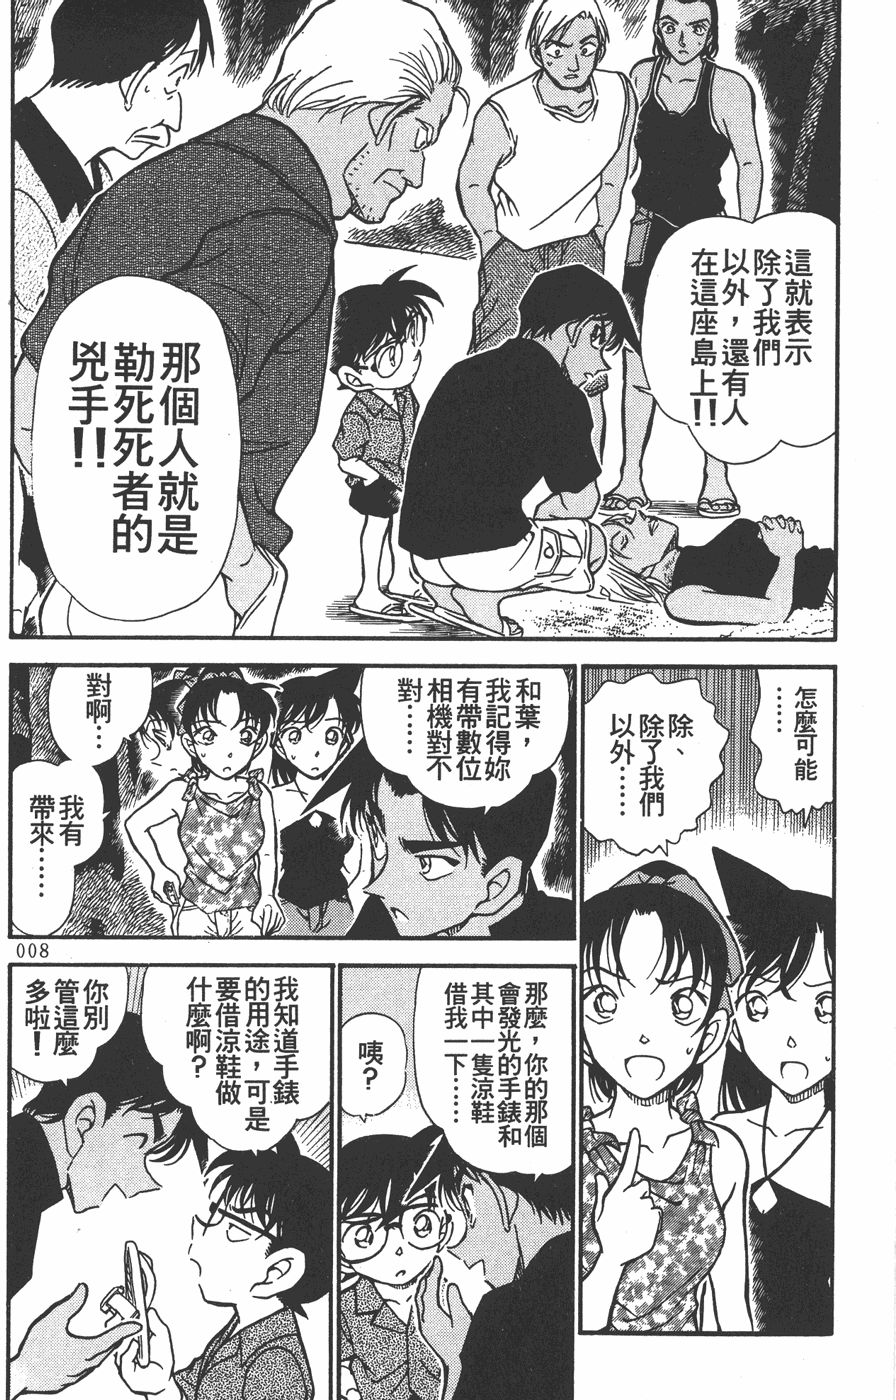 這就表示
除了我們
以外，還有人
在這座島上!!
那個人就是
勒死死者的
兇手!!
怎麼可能
……
除、
除了我們
以外……
和葉，
我記得妳
有帶數位
相機對不
對……
對啊…
我有
帶來……
008
那麼，你的那個
會發光的手錶和
其中一隻涼鞋
借我一下……
咦?
我知道手錶
的用途，可是
要借涼鞋做
什麼啊?
你別
管這麼
多啦!